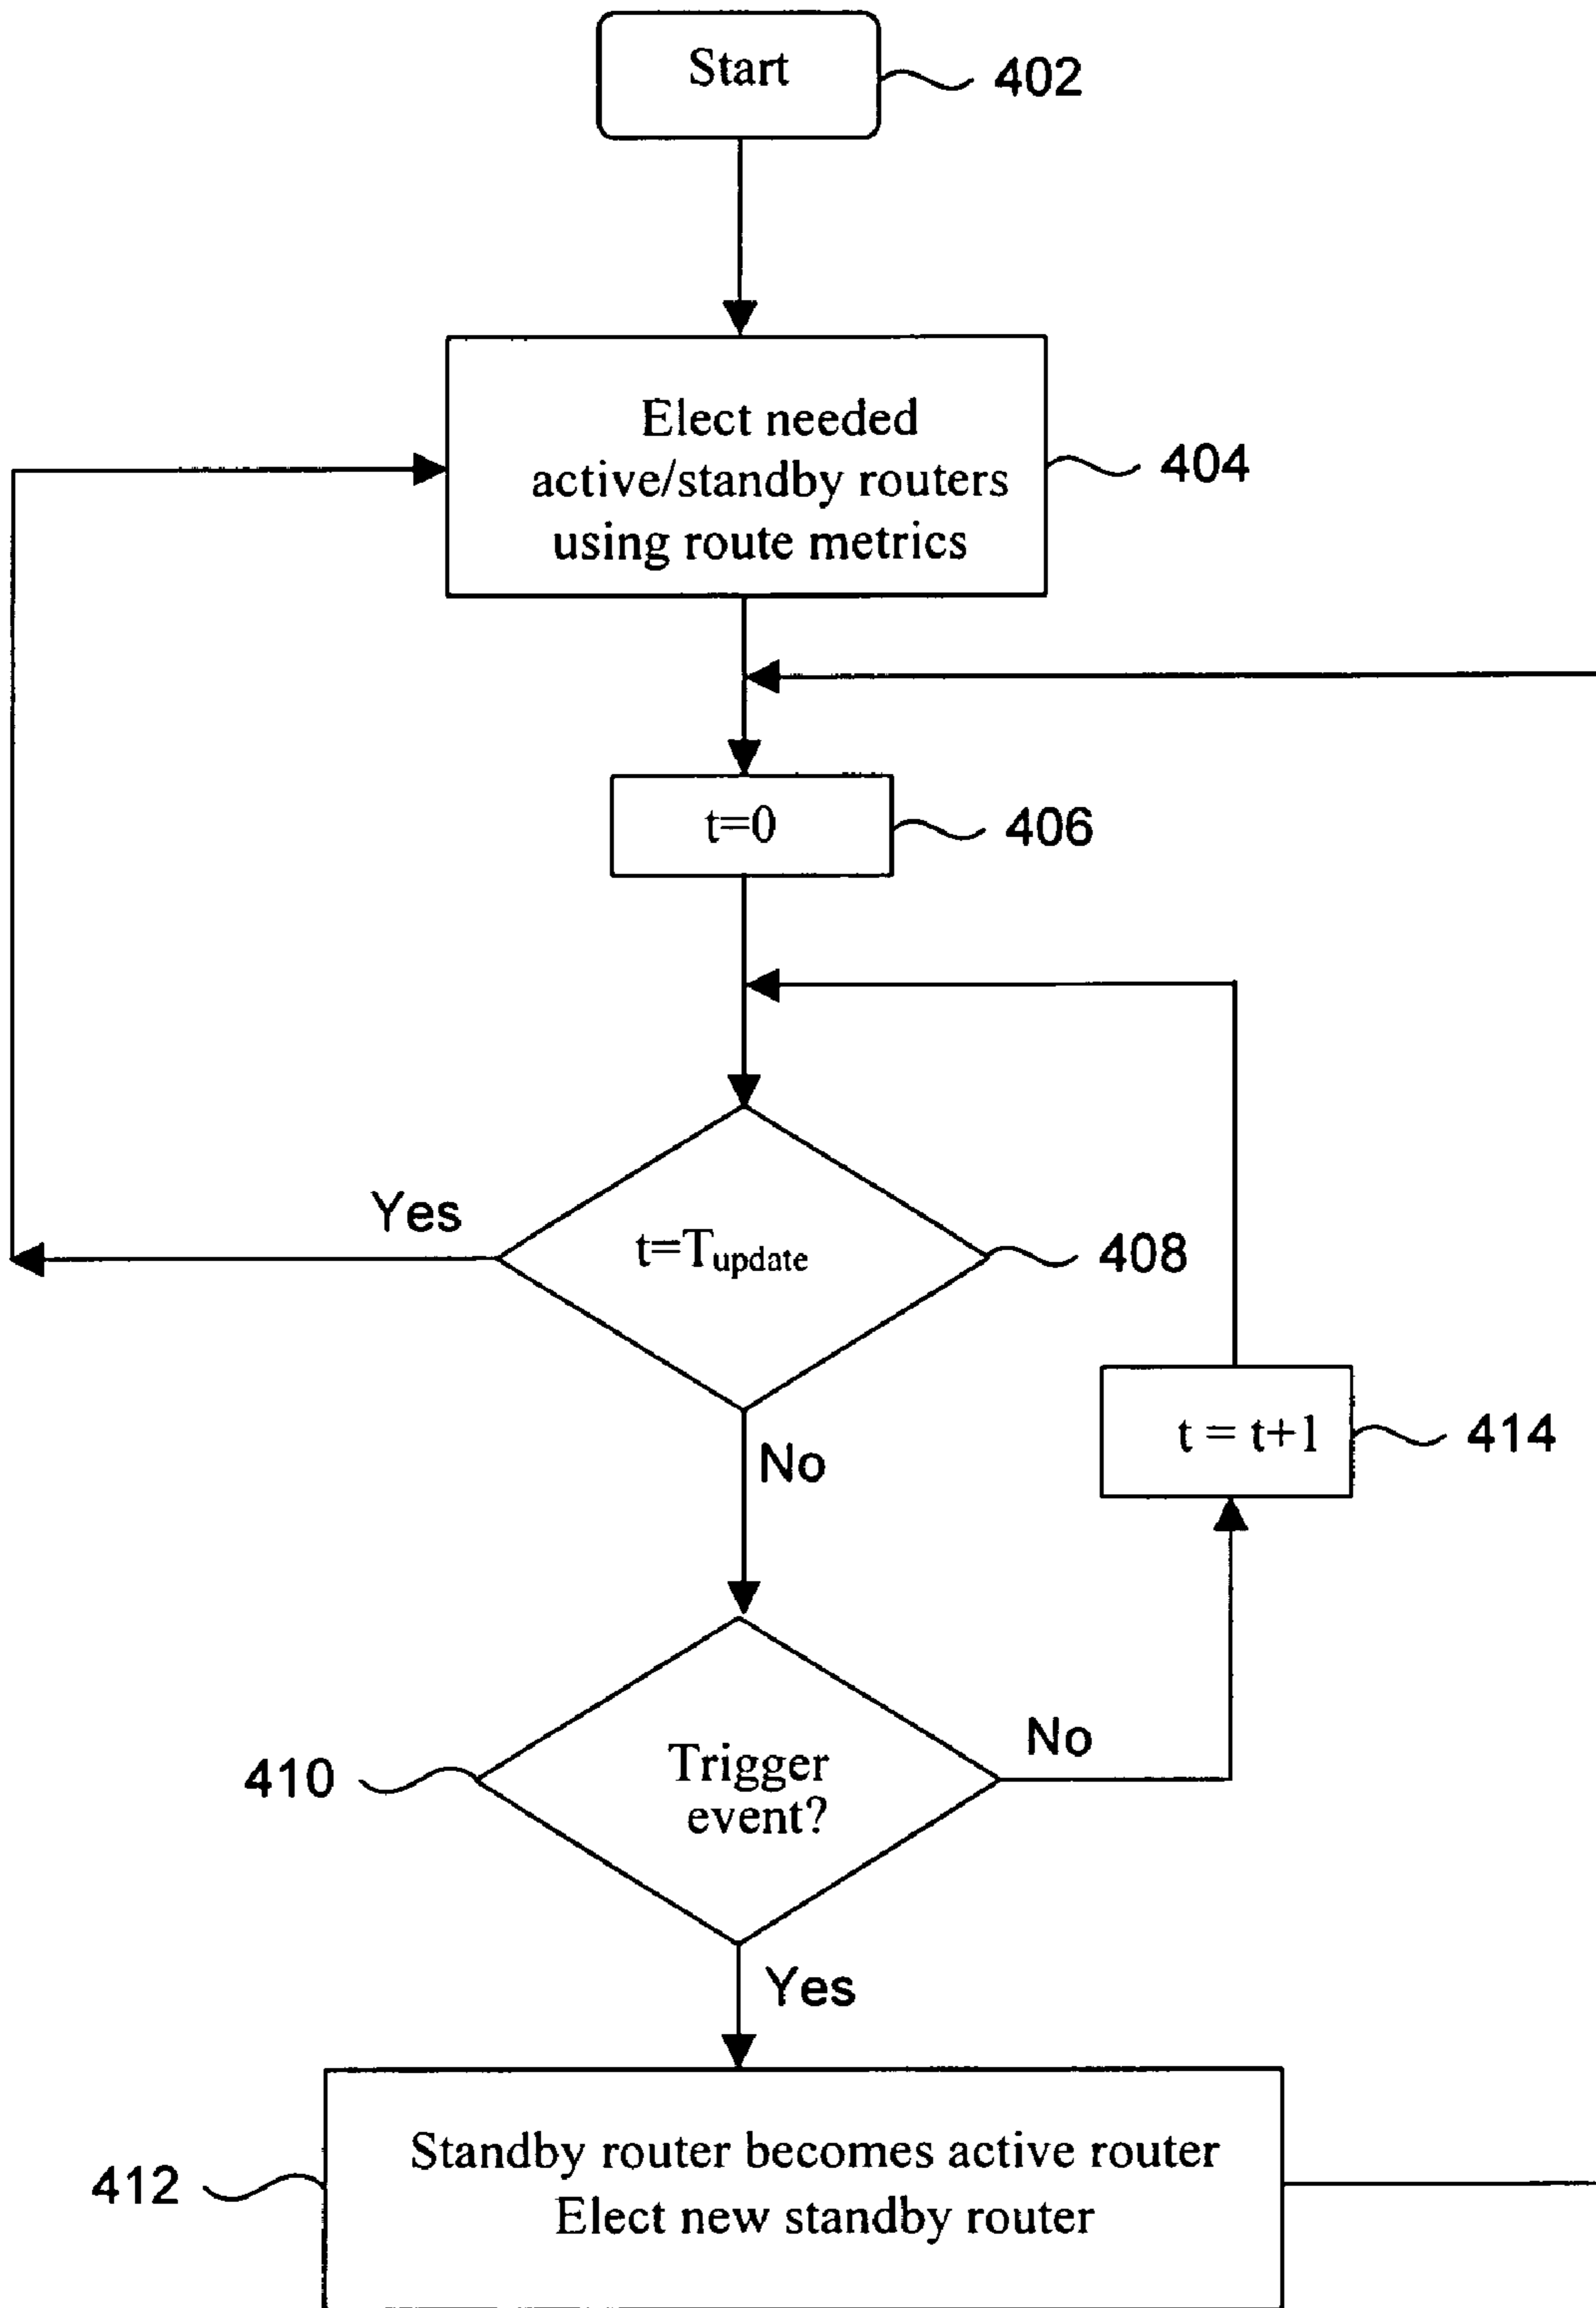 Start
402
Elect needed
active/standby routers
using route metrics
404
t=0
406
Yes
t=Tupdate
408
No
t = t+1
414
410
Trigger
event?
No
Yes
412
Standby router becomes active router
Elect new standby router